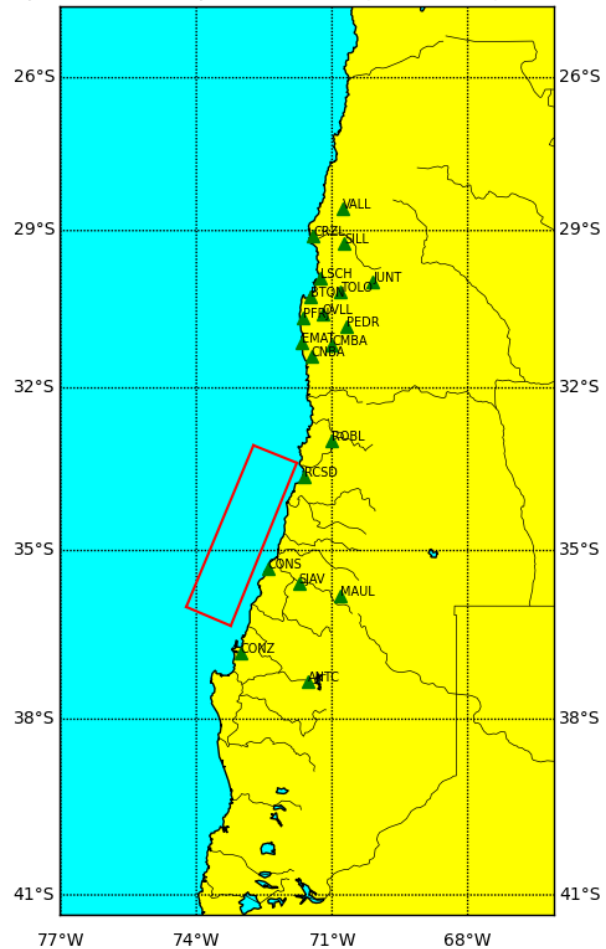 26°S
26°S
VALL
29°S
29°S
CRZL
SILL
LSCH
JUNT
TOLO
BTON
OVLL
PFRJ
PEDR
EMAT
CMBA
CNBA
32°S
32°S
ROBL
RCSD
35°S
35°S
CONS
SJAV
MAUL
CONZ
ANTC
38°S
38°S
41°S
41°S
77°W 74°W 71°W 68°W